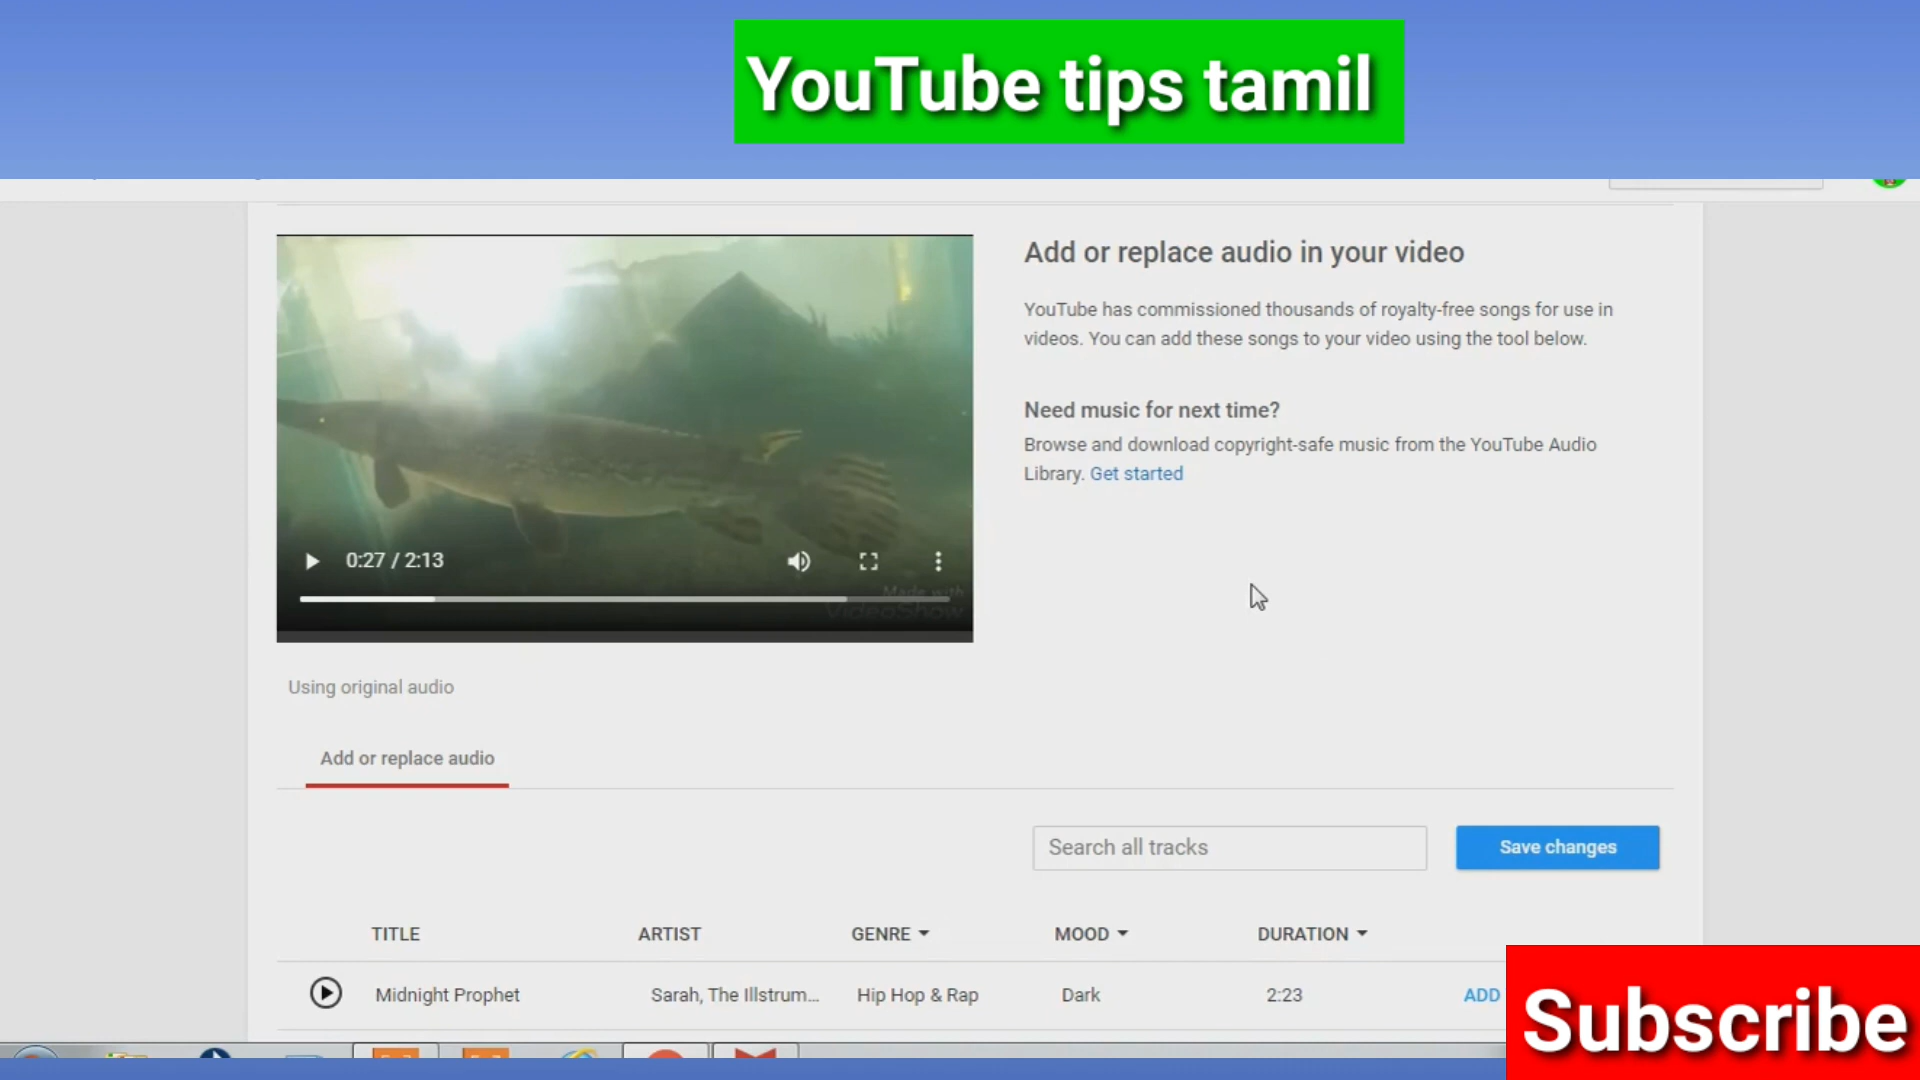 YouTube tips tamil
Add or replace audio in your video
YouTube has commissioned thousands of royalty-free songs for use in
videos. You can add these songs to your video using the tool below.
Need music for next time?
Browse and download copyright-safe music from the YouTube Audio
Library. Get started
0:27 / 2:13
Made with
VideoShow
Using original audio
Add or replace audio
Search all tracks
Save changes
TITLE ARTIST GENRE MOOD DURATION
Midnight Prophet Sarah, The Illstrum... Hip Hop & Rap Dark 2:23 ADD
Subscribe